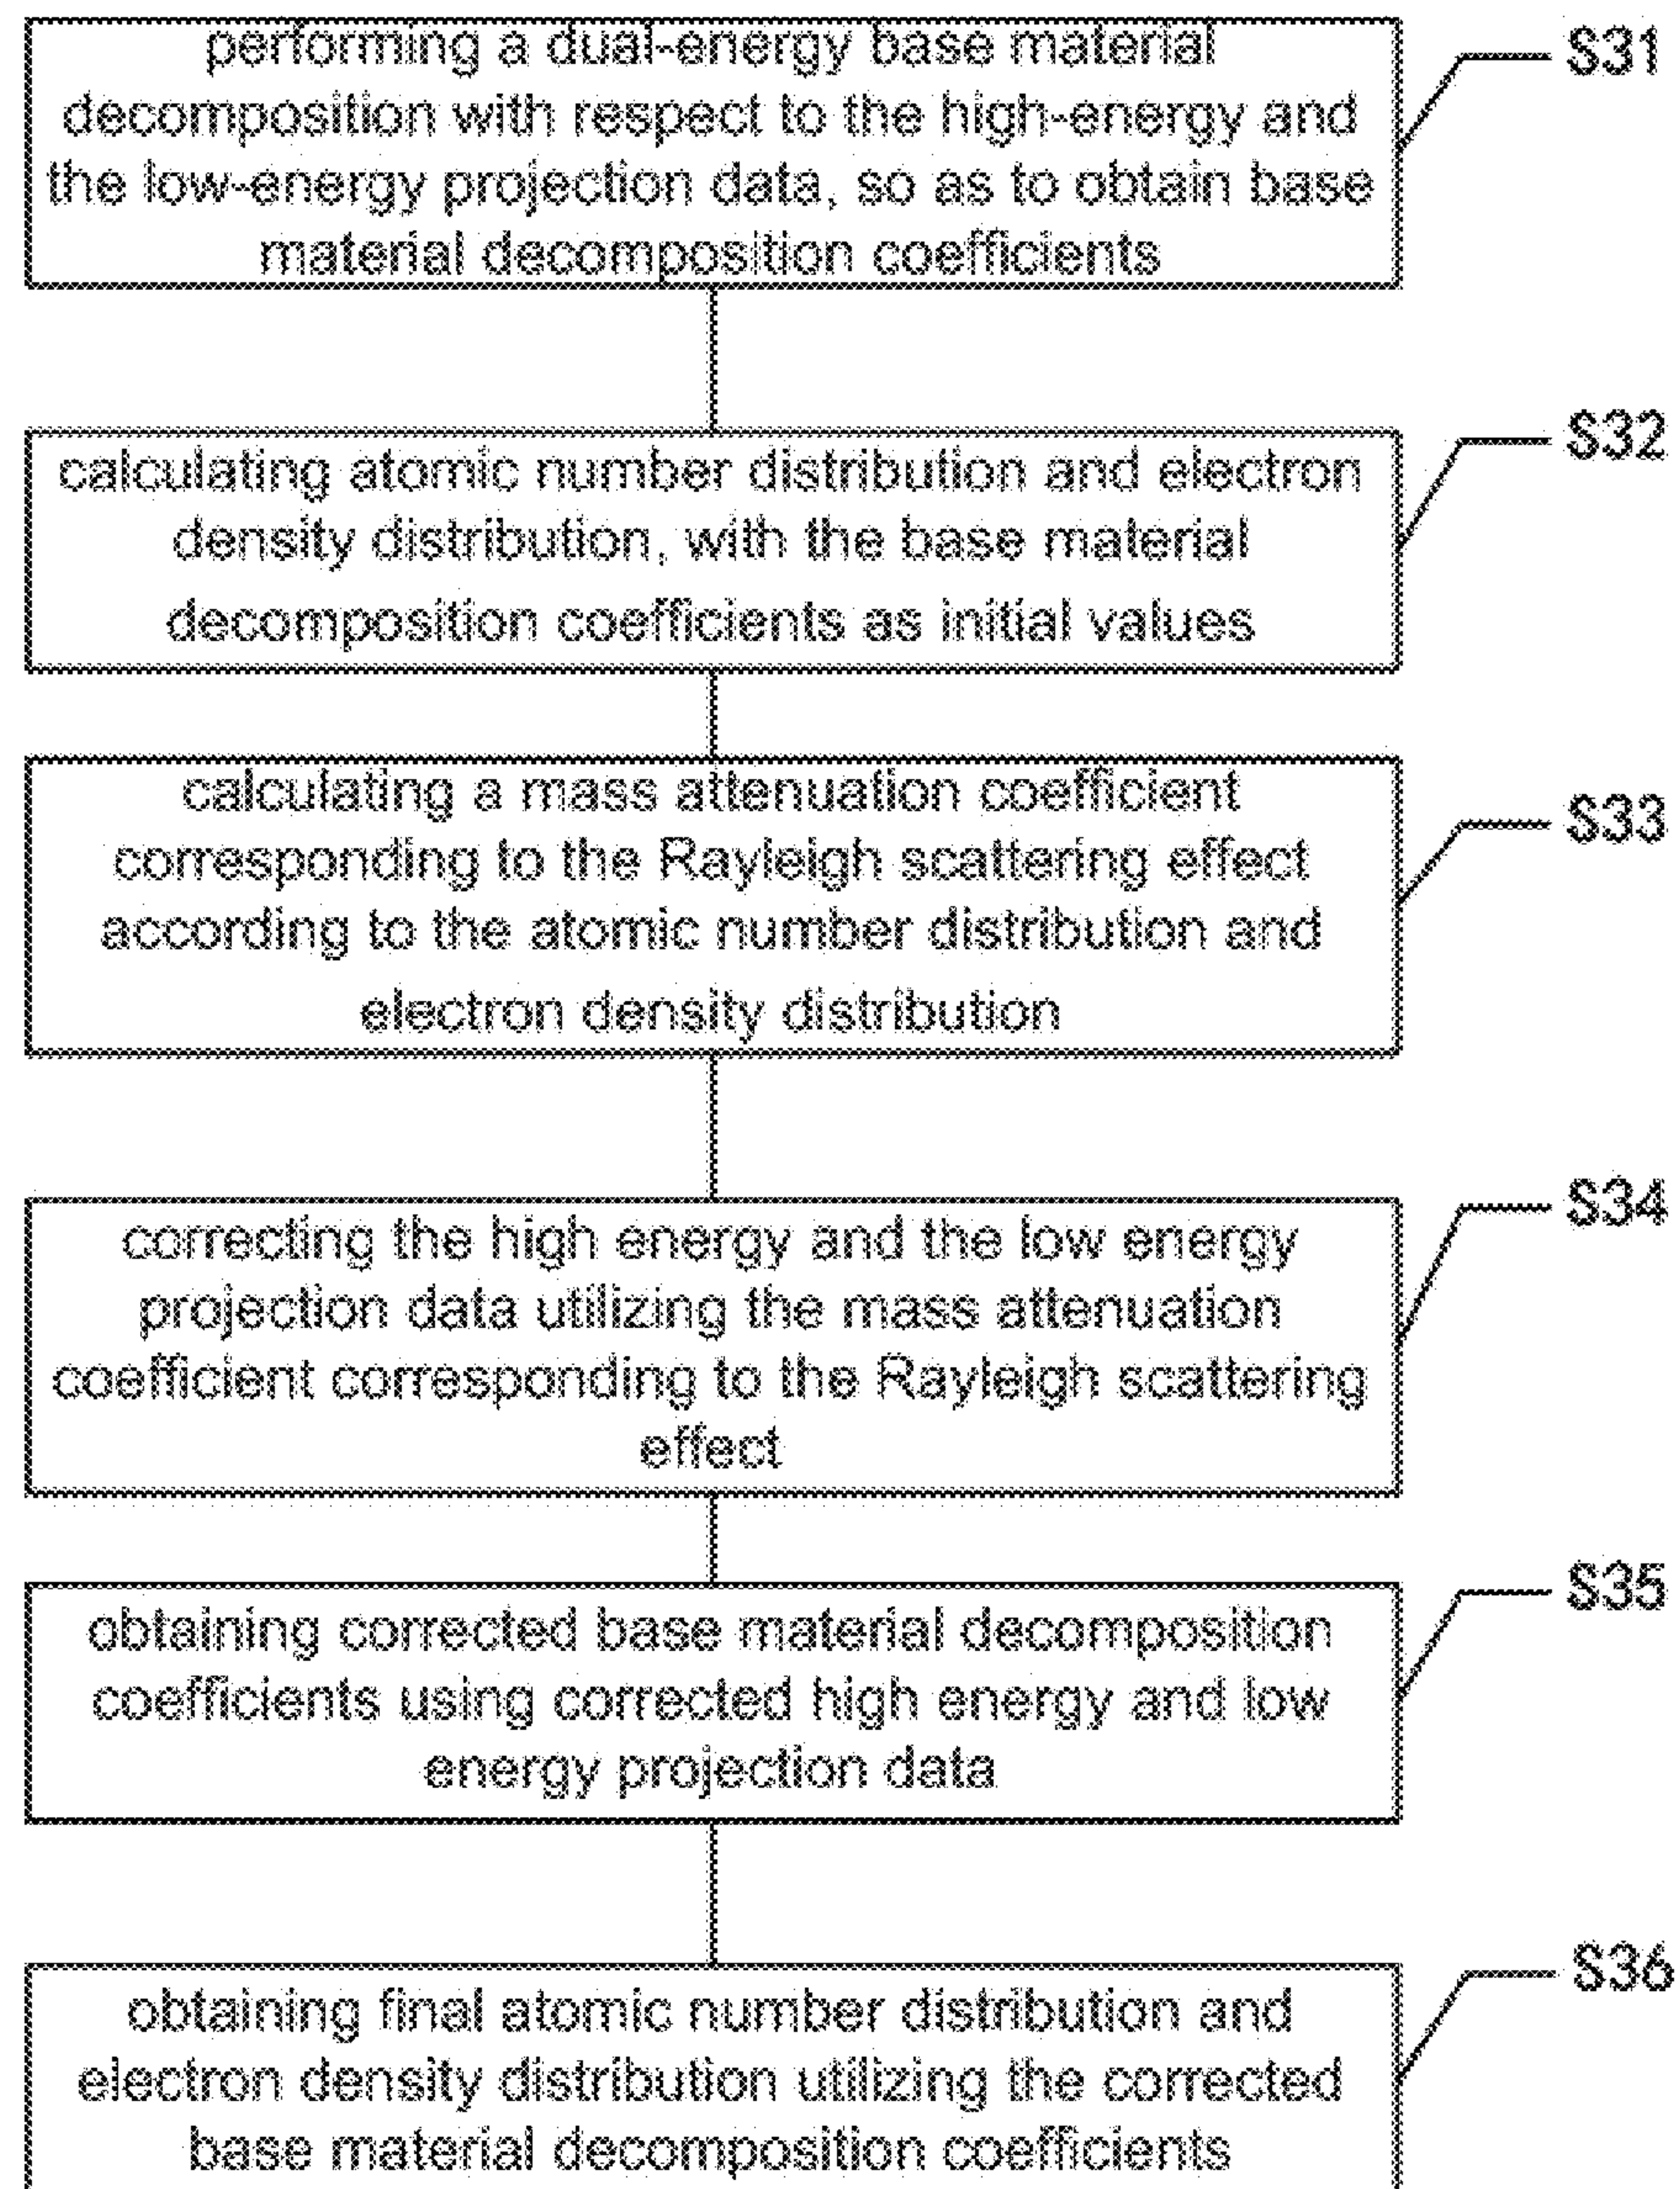 performing a dual-energy base material
decomposition with respect to the high-energy and
the low-energy projection data, so as to obtain base
material decomposition coefficients
S31
calculating atomic number distribution and electron
density distribution, with the base material
decomposition coefficients as initial values
S32
calculating a mass attenuation coefficient
corresponding to the Rayleigh scattering effect
according to the atomic number distribution and
electron density distribution
S33
correcting the high energy and the low energy
projection data utilizing the mass attenuation
coefficient corresponding to the Rayleigh scattering
effect
S34
obtaining corrected base material decomposition
coefficients using corrected high energy and low
energy projection data
S35
obtaining final atomic number distribution and
electron density distribution utilizing the corrected
base material decomposition coefficients
S36